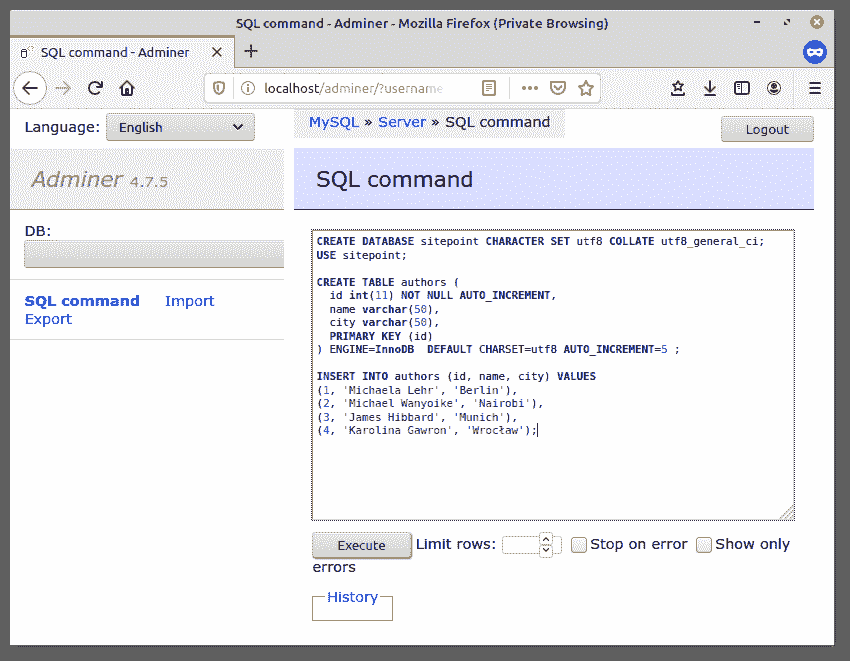 SQL command - Adminer - Mozilla Firefox (Private Browsing)
SQL command - Adminer
localhost/adminer/?username
Language: English
MySQL » Server » SQL command
Logout
Adminer 4.7.5
SQL command
DB:
SQL command Import
Export
CREATE DATABASE sitepoint CHARACTER SET utf8 COLLATE utf8_general_ci;
USE sitepoint;
CREATE TABLE authors (
id int(11) NOT NULL AUTO_INCREMENT,
name varchar(50),
city varchar(50),
PRIMARY KEY (id)
) ENGINE=InnoDB DEFAULT CHARSET=utf8 AUTO_INCREMENT=5 ;
INSERT INTO authors (id, name, city) VALUES
(1, 'Michaela Lehr', 'Berlin'),
(2, 'Michael Wanyoike', 'Nairobi'),
(3, 'James Hibbard', 'Munich'),
(4, 'Karolina Gawron', 'Wrocław');
Execute Limit rows: Stop on error Show only
errors
History